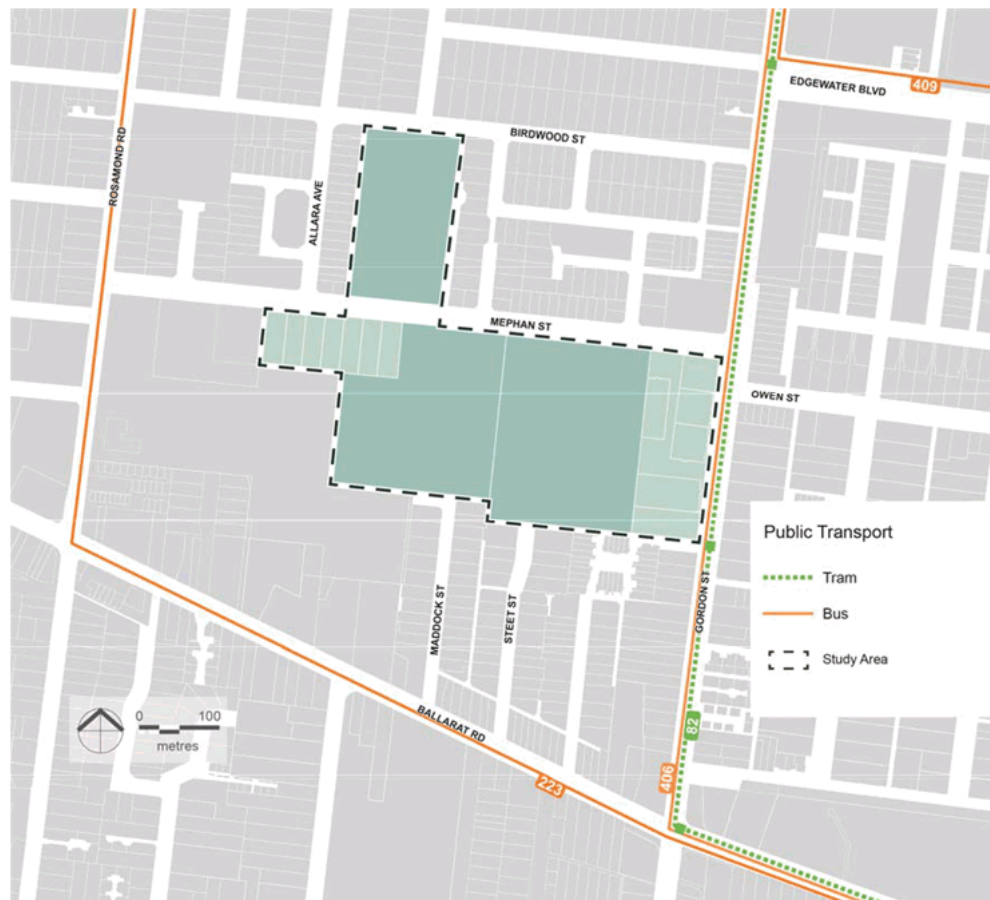 EDGEWATER BLVD
409
BIRDWOOD ST
ROSAMOND RD
ALLARA AVE
MEPHAN ST
OWEN ST
Public Transport
Tram
Bus
Study Area
GORDON ST
MADDOCK ST
STEET ST
0 100
metres
BALLARAT RD
82
406
223